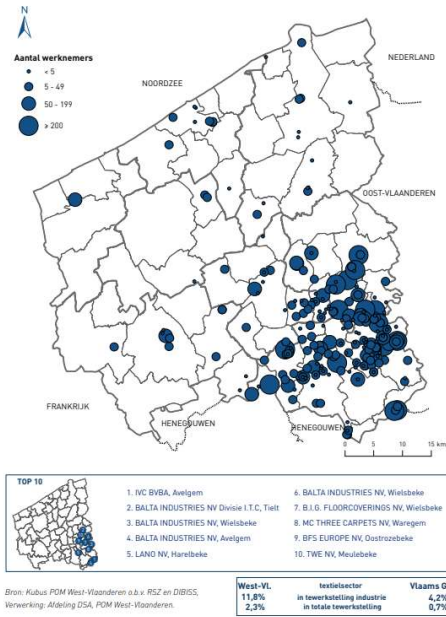 N
Aantal werknemers
< 5
5 - 49
50 - 199
≥ 200
NEDERLAND
NOORDZEE
OOST-VLAANDEREN
FRANKRIJK
HENEGOUWEN
HENEGOUWEN
0 5 10 15 km
TOP 10
1. IVC BVBA, Avelgem
2. BALTA INDUSTRIES NV Divisie I.T.C, Tielt
3. BALTA INDUSTRIES NV, Wielsbeke
4. BALTA INDUSTRIES NV, Avelgem
5. LANO NV, Harelbeke
6. BALTA INDUSTRIES NV, Wielsbeke
7. B.I.G. FLOORCOVERINGS NV, Wielsbeke
8. MC THREE CARPETS NV, Waregem
9. BFS EUROPE NV, Oostrozebeke
10. TWE NV, Meulebeke
Bron: Kubus POM West-Vlaanderen o.b.v. RSZ en DIBISS,
Verwerking: Afdeling DSA, POM West-Vlaanderen.
West-Vl. textielsector Vlaams G
11,8% in tewerkstelling industrie 4,2%
2,3% in totale tewerkstelling 0,7%